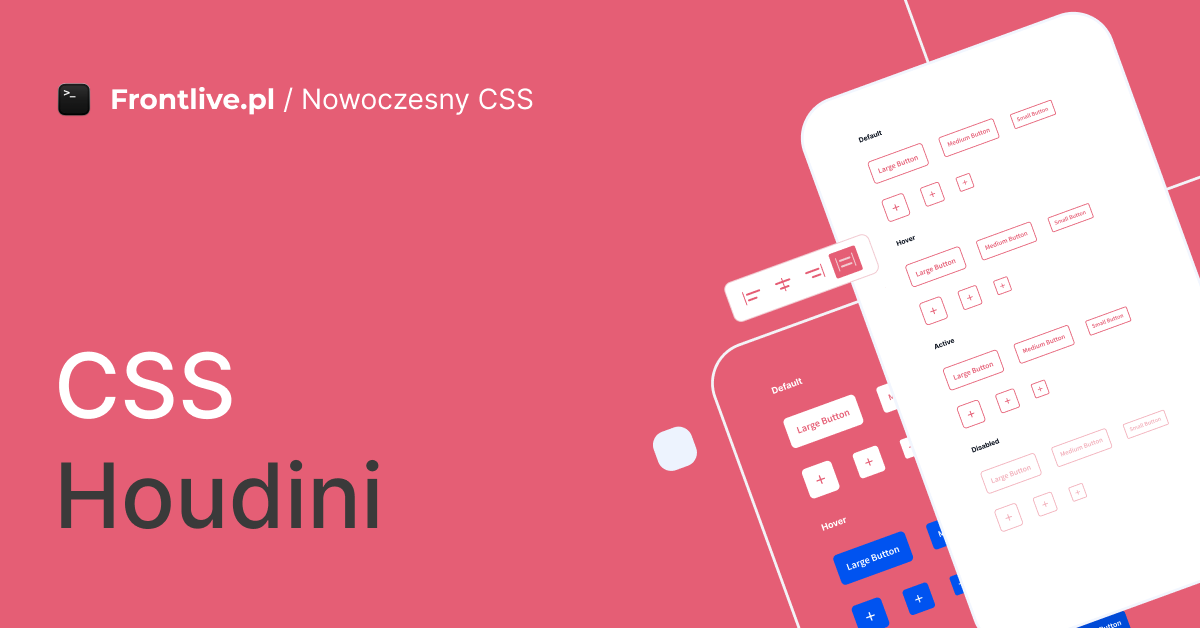 >_
Frontlive.pl / Nowoczesny CSS
CSS
Houdini
Default
Large Button
Medium Button
Small Button
+ + +
Hover
Large Button
Medium Button
Small Button
+ + +
Active
Large Button
Medium Button
Small Button
+ + +
Disabled
Large Button
Medium Button
Small Button
+ + +
Default
Large Button
+ +
Hover
Large Button
+ +
Button